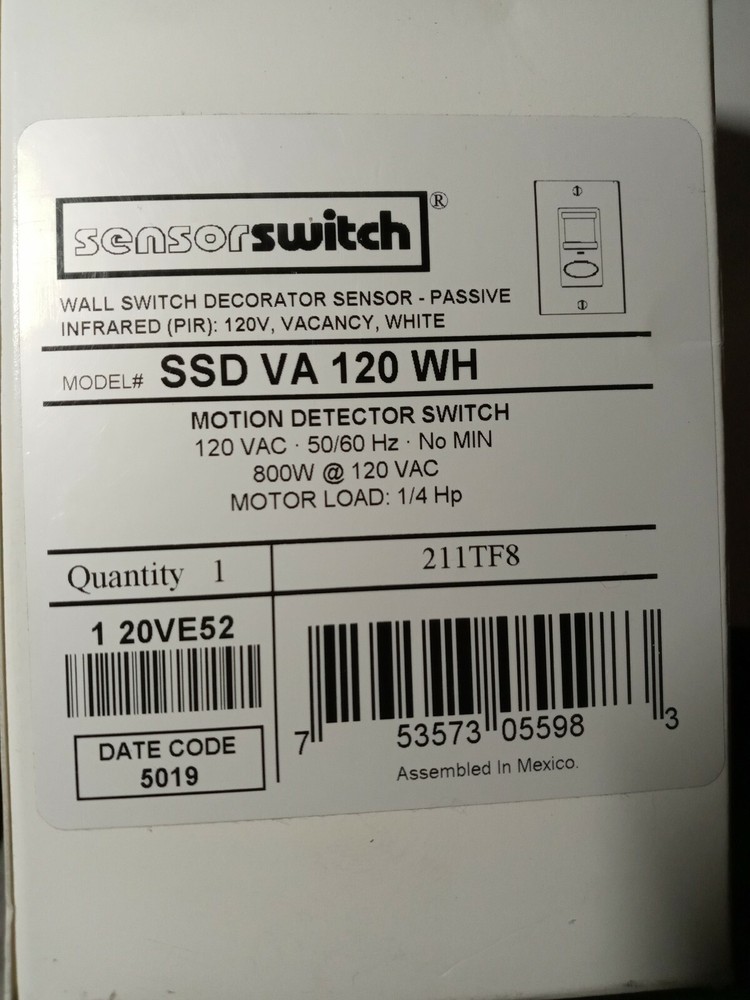 sensorswitch®
WALL SWITCH DECORATOR SENSOR - PASSIVE
INFRARED (PIR): 120V, VACANCY, WHITE
MODEL# SSD VA 120 WH
MOTION DETECTOR SWITCH
120 VAC · 50/60 Hz · No MIN
800W @ 120 VAC
MOTOR LOAD: 1/4 Hp
Quantity 1
211TF8
1 20VE52
DATE CODE
5019
7 53573 05598 3
Assembled In Mexico.